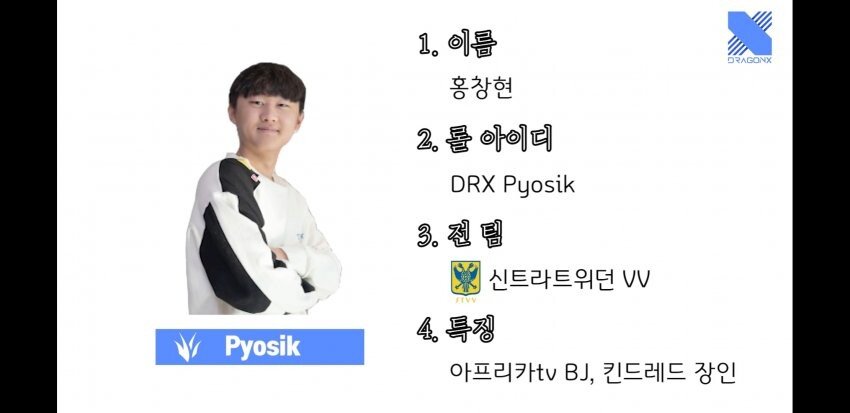 1. 이름
홍창현
2. 롤 아이디
DRX Pyosik
3. 전 팀
STVV
신트라트위던 VV
4. 특징
아프리카tv BJ, 킨드레드 장인
Pyosik
DRAGONX